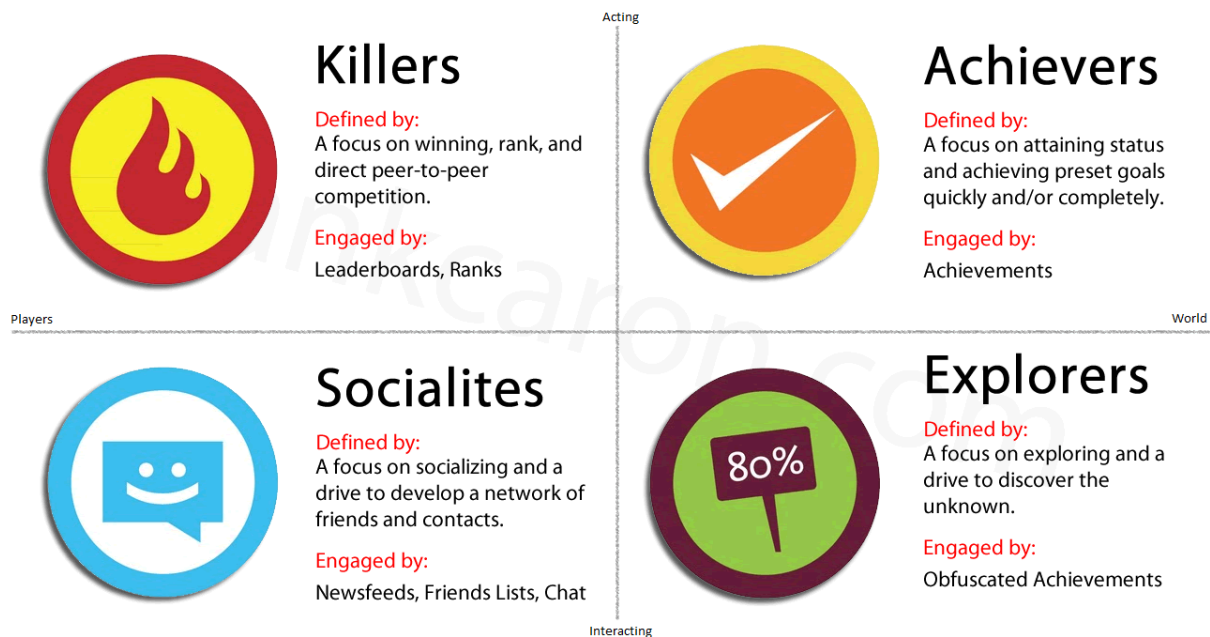 Acting
Killers
Defined by:
A focus on winning, rank, and
direct peer-to-peer
competition.
Engaged by:
Leaderboards, Ranks
Achievers
Defined by:
A focus on attaining status
and achieving preset goals
quickly and/or completely.
Engaged by:
Achievements
Players
World
Socialites
Defined by:
A focus on socializing and a
drive to develop a network of
friends and contacts.
Engaged by:
Newsfeeds, Friends Lists, Chat
80%
Explorers
Defined by:
A focus on exploring and a
drive to discover the
unknown.
Engaged by:
Obfuscated Achievements
Interacting